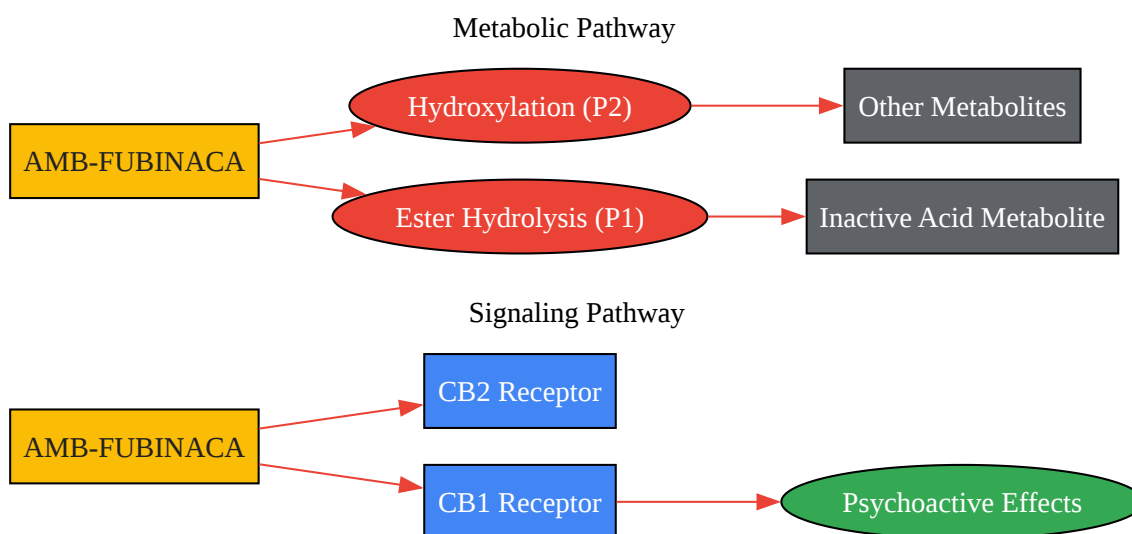 Metabolic Pathway
Hydroxylation (P2)
Other Metabolites
AMB-FUBINACA
Ester Hydrolysis (P1)
Inactive Acid Metabolite
Signaling Pathway
CB2 Receptor
AMB-FUBINACA
CB1 Receptor
Psychoactive Effects